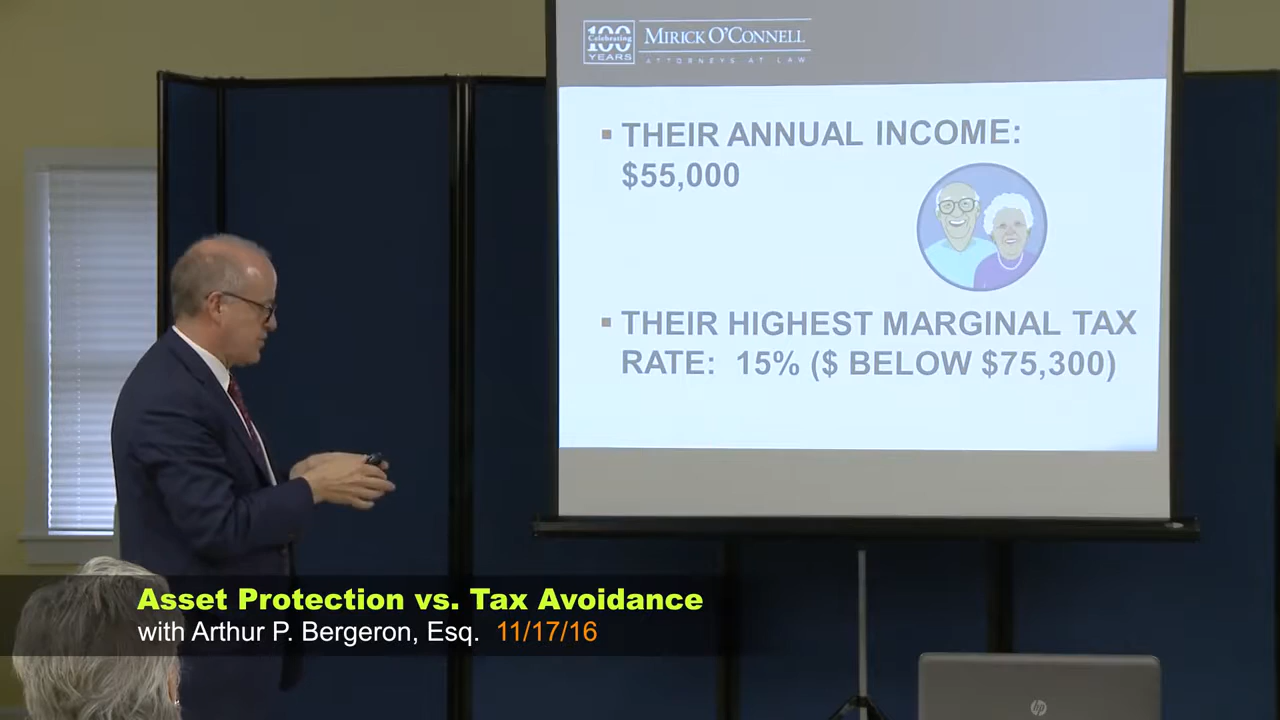 Celebrating
100
YEARS
MIRICK O'CONNELL
ATTORNEYS AT LAW
▪ THEIR ANNUAL INCOME:
$55,000
▪ THEIR HIGHEST MARGINAL TAX
RATE: 15% ($ BELOW $75,300)
Asset Protection vs. Tax Avoidance
with Arthur P. Bergeron, Esq. 11/17/16
hp